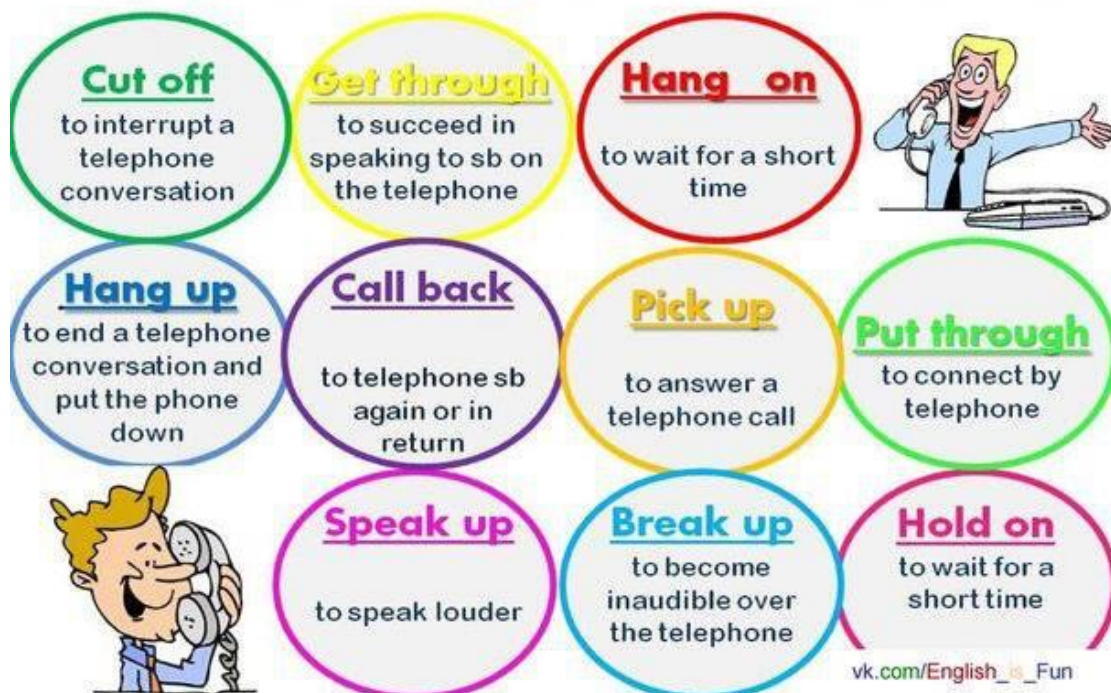 Cut off
to interrupt a
telephone
conversation
Get through
to succeed in
speaking to sb on
the telephone
Hang on
to wait for a short
time
Hang up
to end a telephone
conversation and
put the phone
down
Call back
to telephone sb
again or in
return
Pick up
to answer a
telephone call
Put through
to connect by
telephone
Speak up
to speak louder
Break up
to become
inaudible over
the telephone
Hold on
to wait for a
short time
vk.com/English_is_Fun